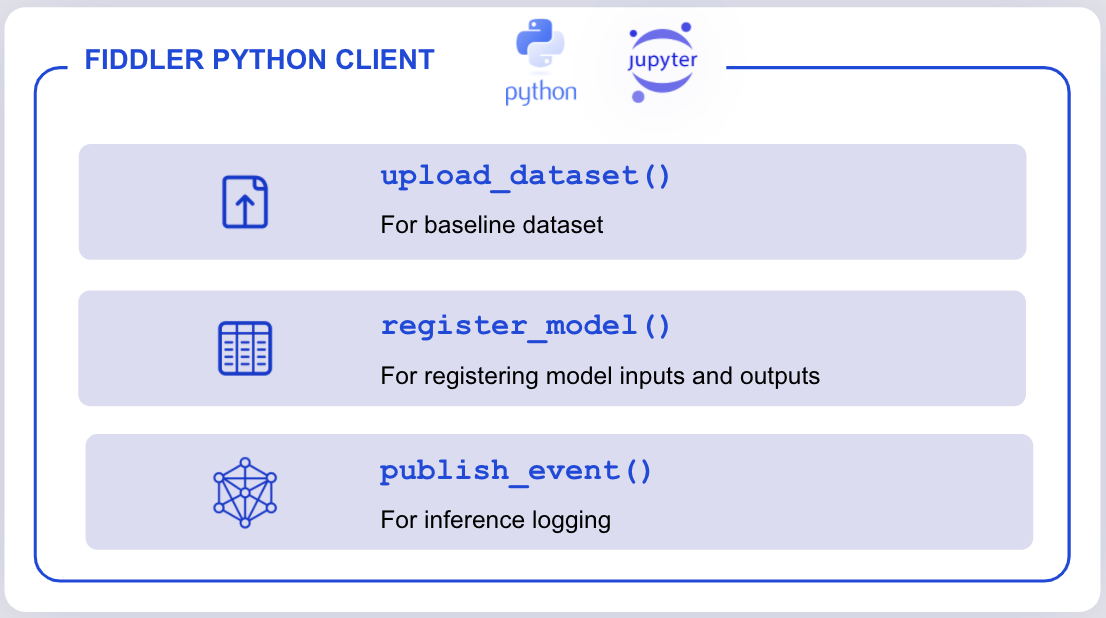 FIDDLER PYTHON CLIENT
python
jupyter
upload_dataset()
For baseline dataset
register_model()
For registering model inputs and outputs
publish_event()
For inference logging